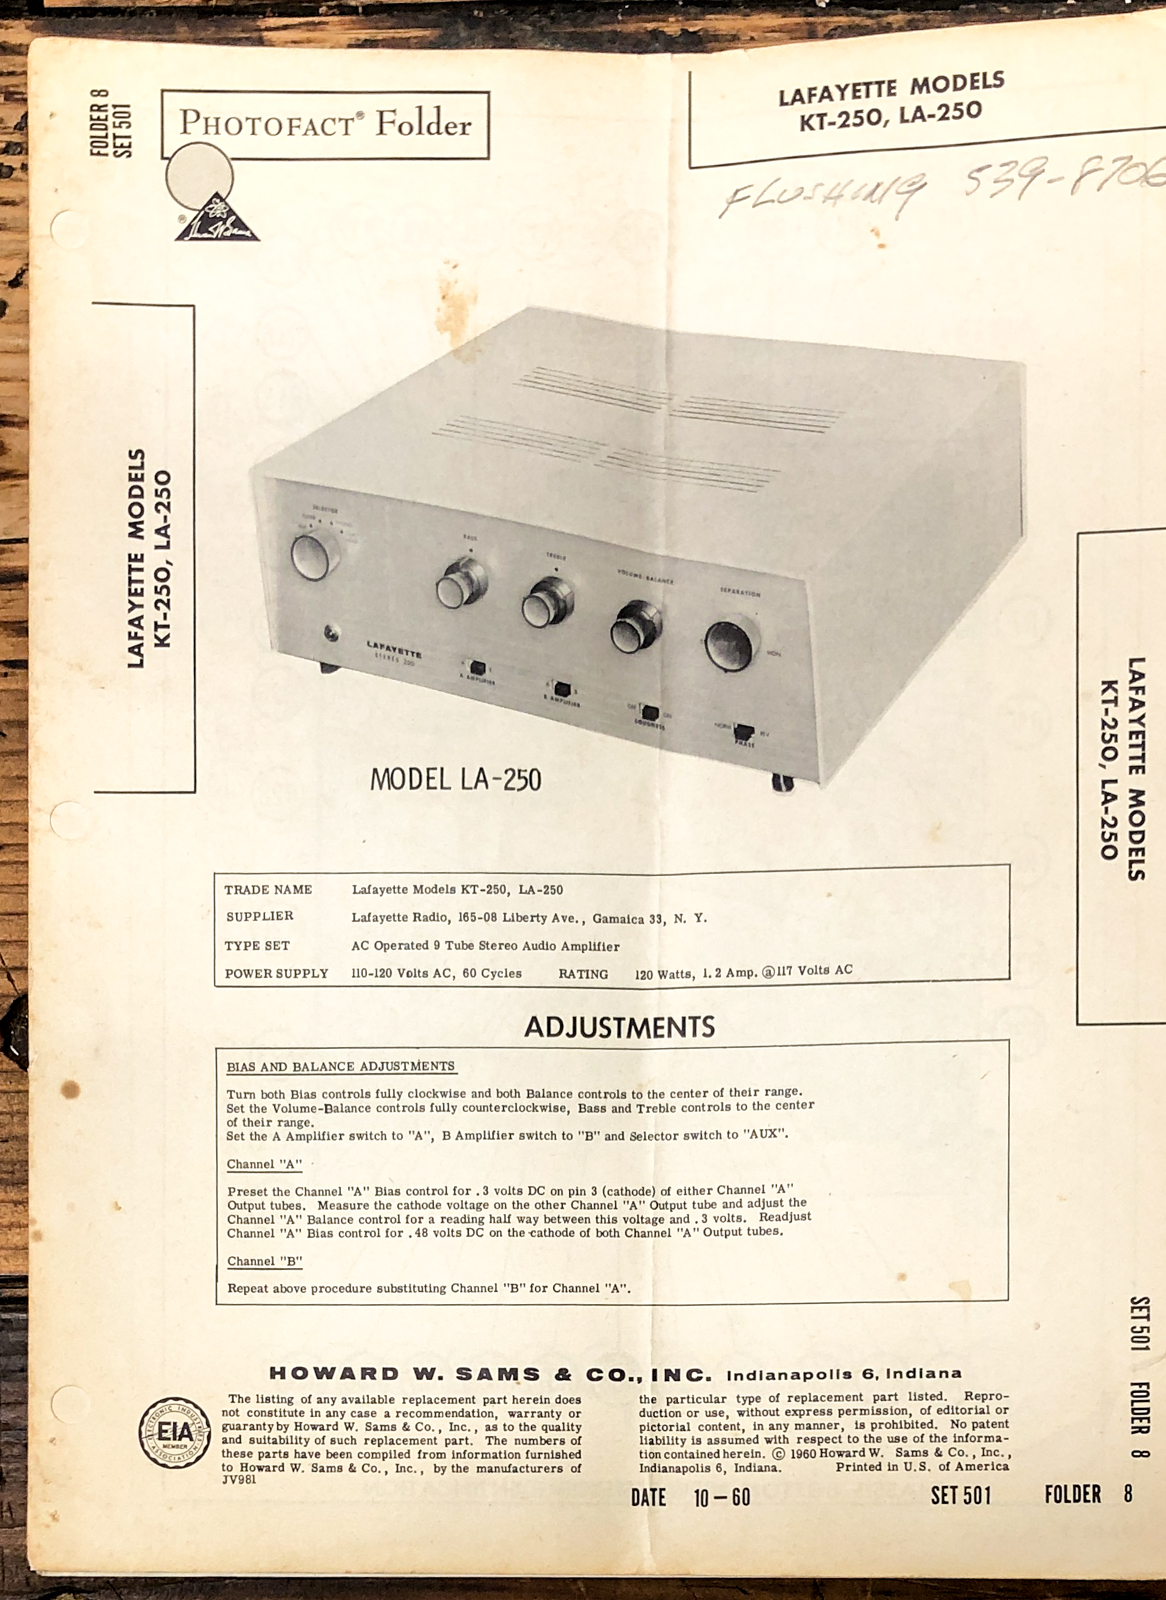 FOLDER 8
SET 501
PHOTOFACT® Folder
®
LAFAYETTE MODELS
KT-250, LA-250
FLUSHING 539-8706
LAFAYETTE MODELS
KT-250, LA-250
SELECTOR
BASS
TREBLE
VOLUME-BALANCE
SEPARATION
LAFAYETTE
STEREO 250
A AMPLIFIER
B AMPLIFIER
LOUDNESS
PHASE
MODEL LA-250
LAFAYETTE MODELS
KT-250, LA-250
TRADE NAME Lafayette Models KT-250, LA-250
SUPPLIER Lafayette Radio, 165-08 Liberty Ave., Gamaica 33, N. Y.
TYPE SET AC Operated 9 Tube Stereo Audio Amplifier
POWER SUPPLY 110-120 Volts AC, 60 Cycles RATING 120 Watts, 1.2 Amp. @117 Volts AC
ADJUSTMENTS
BIAS AND BALANCE ADJUSTMENTS
Turn both Bias controls fully clockwise and both Balance controls to the center of their range.
Set the Volume-Balance controls fully counterclockwise, Bass and Treble controls to the center
of their range.
Set the A Amplifier switch to "A", B Amplifier switch to "B" and Selector switch to "AUX".
Channel "A"
Preset the Channel "A" Bias control for .3 volts DC on pin 3 (cathode) of either Channel "A"
Output tubes. Measure the cathode voltage on the other Channel "A" Output tube and adjust the
Channel "A" Balance control for a reading half way between this voltage and .3 volts. Readjust
Channel "A" Bias control for .48 volts DC on the cathode of both Channel "A" Output tubes.
Channel "B"
Repeat above procedure substituting Channel "B" for Channel "A".
HOWARD W. SAMS & CO., INC. Indianapolis 6, Indiana
ELECTRONIC INDUSTRIES ASSOCIATION
EIA
MEMBER
The listing of any available replacement part herein does
not constitute in any case a recommendation, warranty or
guaranty by Howard W. Sams & Co., Inc., as to the quality
and suitability of such replacement part. The numbers of
these parts have been compiled from information furnished
to Howard W. Sams & Co., Inc., by the manufacturers of
JV981
the particular type of replacement part listed. Repro-
duction or use, without express permission, of editorial or
pictorial content, in any manner, is prohibited. No patent
liability is assumed with respect to the use of the informa-
tion contained herein. © 1960 Howard W. Sams & Co., Inc.,
Indianapolis 6, Indiana. Printed in U.S. of America
DATE 10-60 SET 501 FOLDER 8
SET 501 FOLDER 8